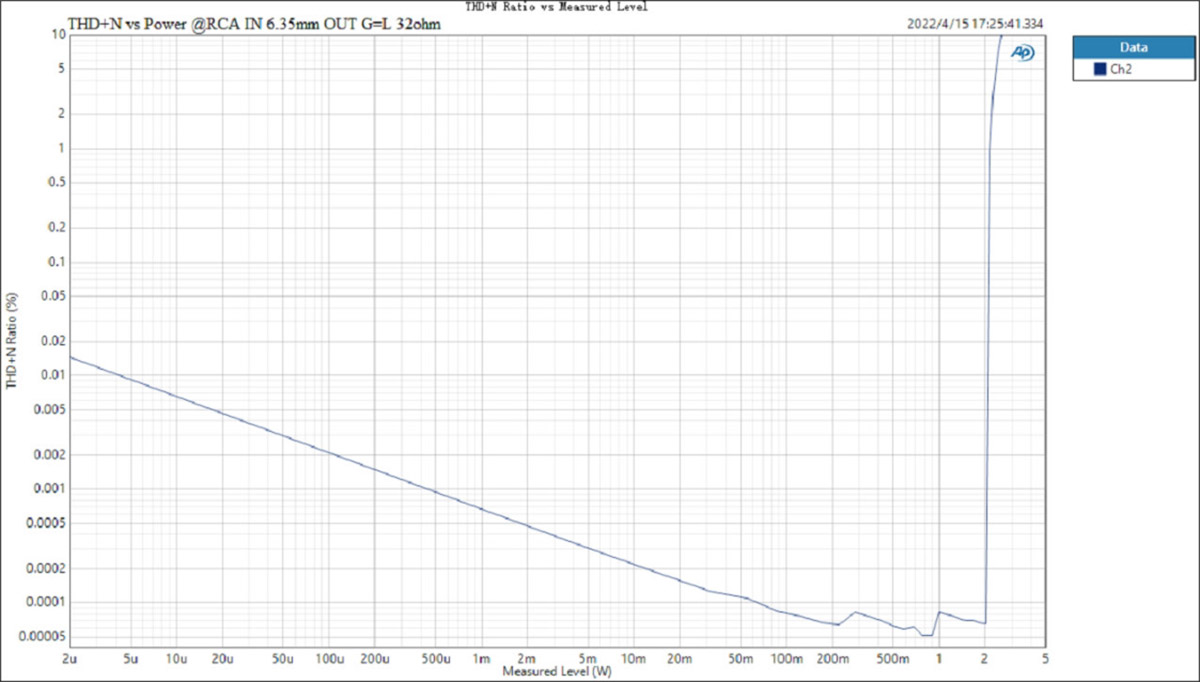 THD+N Ratio vs Measured Level
THD+N vs Power @RCA IN 6.35mm OUT G=L 32ohm
2022/4/15 17:25:41.334
AP
Data
Ch2
THD+N Ratio (%)
10
5
2
1
0.5
0.2
0.1
0.05
0.02
0.01
0.005
0.002
0.001
0.0005
0.0002
0.0001
0.00005
2u 5u 10u 20u 50u 100u 200u 500u 1m 2m 5m 10m 20m 50m 100m 200m 500m 1 2 5
Measured Level (W)